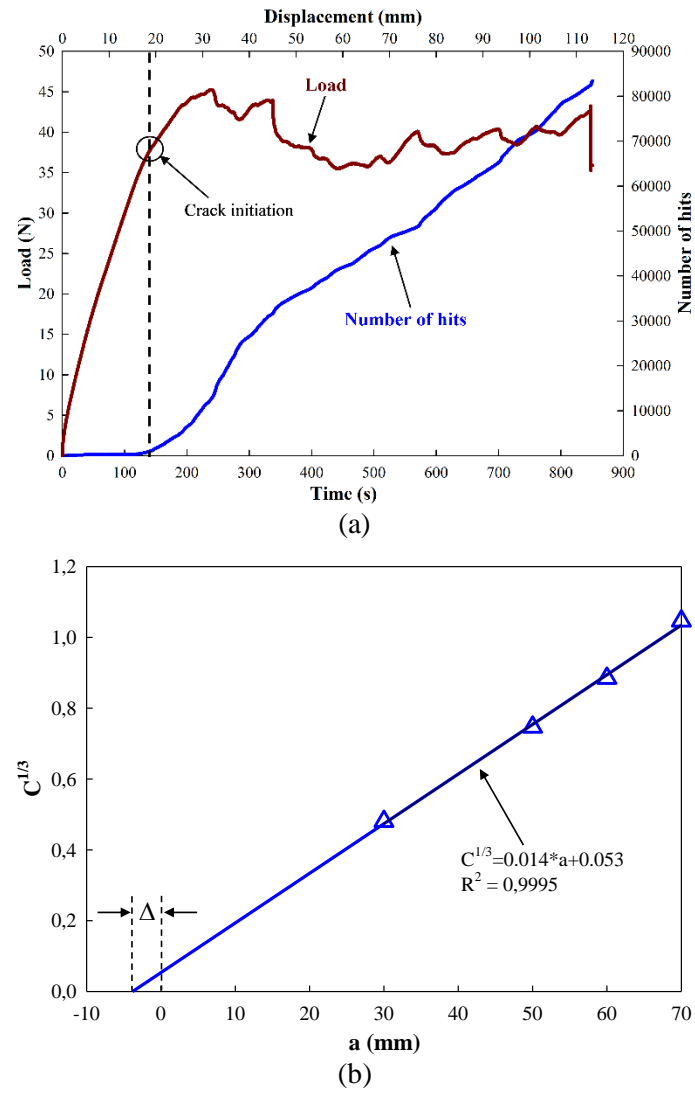 Displacement (mm)
0 10 20 30 40 50 60 70 80 90 100 110 120
50 90000
45 80000
40 70000
35 60000
30 50000
25 40000
20 30000
15 20000
10 10000
5 0
0
Load (N)
Number of hits
Load
Crack initiation
Number of hits
0 100 200 300 400 500 600 700 800 900
Time (s)
(a)
1,2
1,0
0,8
0,6
0,4
0,2
0,0
C^1/3
C^1/3=0.014*a+0.053
R^2 = 0,9995
Δ
-10 0 10 20 30 40 50 60 70
a (mm)
(b)